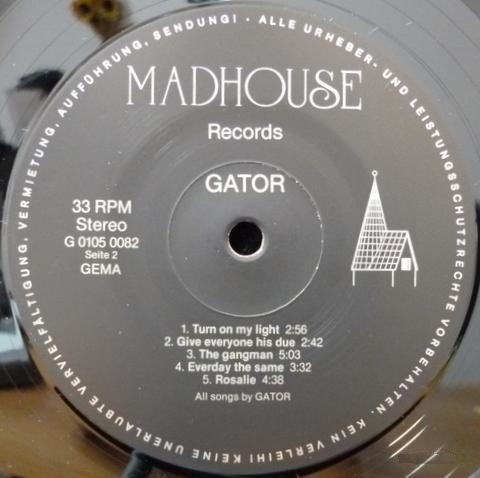 ALLE URHEBER- UND LEISTUNGSSCHUTZRECHTE VORBEHALTEN. KEIN VERLEIH! KEINE UNERLAUBTE VERVIELFÄLTIGUNG, VERMIETUNG, AUFFÜHRUNG, SENDUNG! ·
MADHOUSE
Records
GATOR
33 RPM
Stereo
G 0105 0082
Seite 2
GEMA
1. Turn on my light 2:56
2. Give everyone his due 2:42
3. The gangman 5:03
4. Everday the same 3:32
5. Rosalie 4:38
All songs by GATOR